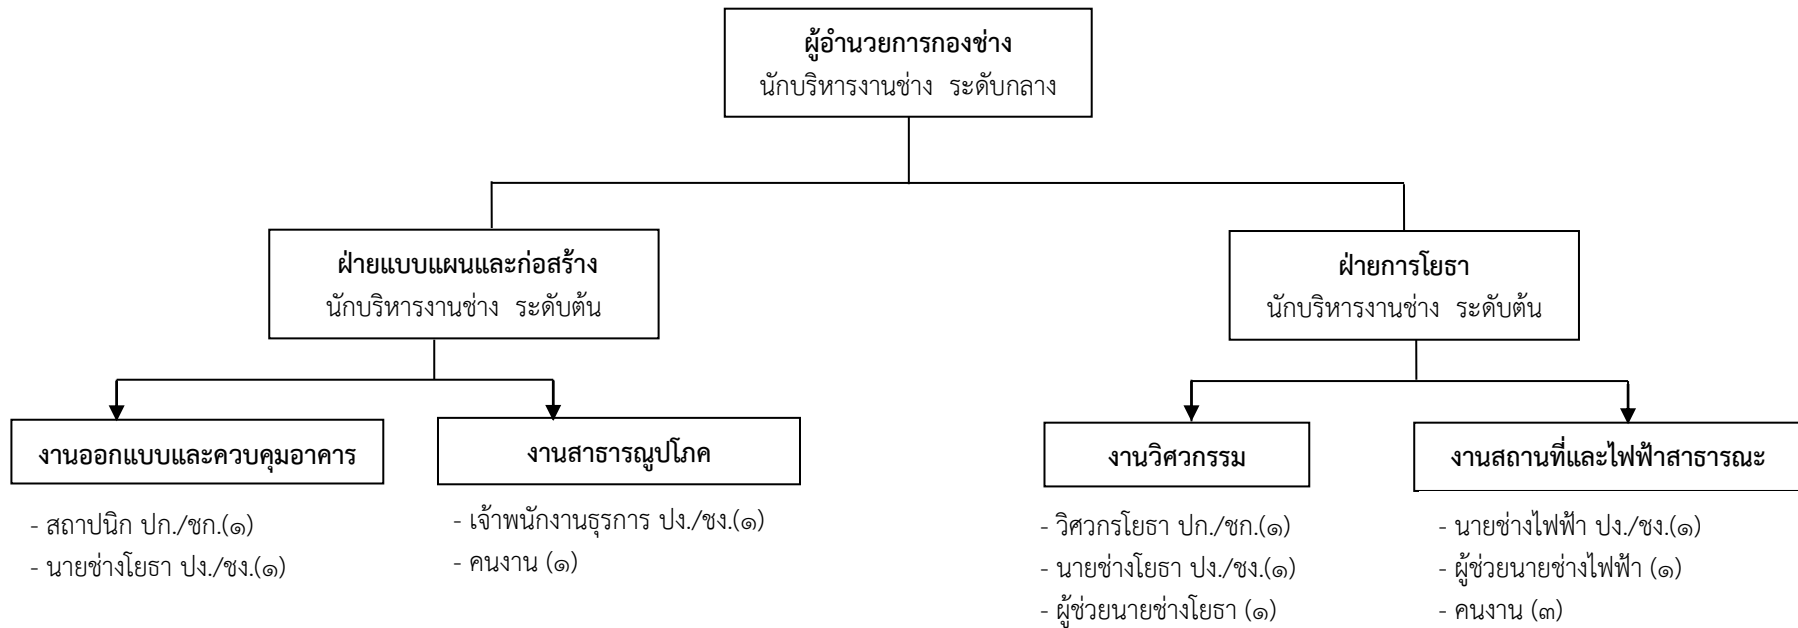 ผู้อำนวยการกองช่าง
นักบริหารงานช่าง ระดับกลาง
ฝ่ายแบบแผนและก่อสร้าง
นักบริหารงานช่าง ระดับต้น
ฝ่ายการโยธา
นักบริหารงานช่าง ระดับต้น
งานออกแบบและควบคุมอาคาร
- สถาปนิก ปก./ชก.(๑)
- นายช่างโยธา ปง./ชง.(๑)
งานสาธารณูปโภค
- เจ้าพนักงานธุรการ ปง./ชง.(๑)
- คนงาน (๑)
งานวิศวกรรม
- วิศวกรโยธา ปก./ชก.(๑)
- นายช่างโยธา ปง./ชง.(๑)
- ผู้ช่วยนายช่างโยธา (๑)
งานสถานที่และไฟฟ้าสาธารณะ
- นายช่างไฟฟ้า ปง./ชง.(๑)
- ผู้ช่วยนายช่างไฟฟ้า (๑)
- คนงาน (๓)